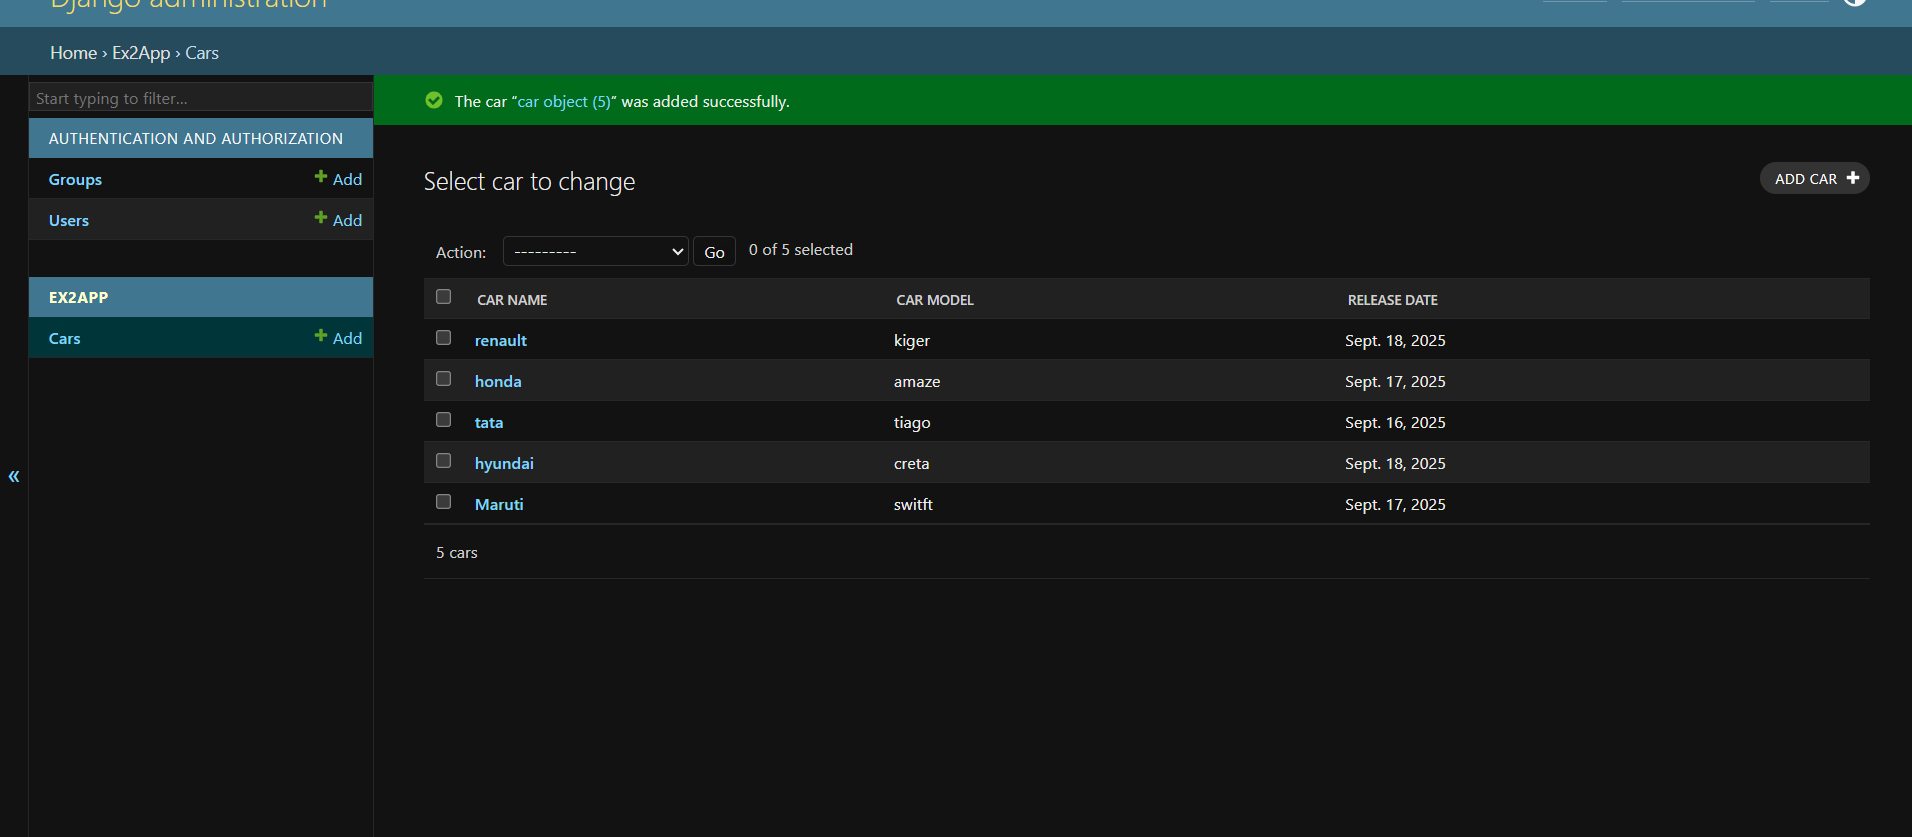 Django administration
Home › Ex2App › Cars
Start typing to filter...
AUTHENTICATION AND AUTHORIZATION
Groups + Add
Users + Add
EX2APP
Cars + Add
«
The car “car object (5)” was added successfully.
Select car to change
ADD CAR +
Action: --------- Go 0 of 5 selected
CAR NAME CAR MODEL RELEASE DATE
renault kiger Sept. 18, 2025
honda amaze Sept. 17, 2025
tata tiago Sept. 16, 2025
hyundai creta Sept. 18, 2025
Maruti switft Sept. 17, 2025
5 cars